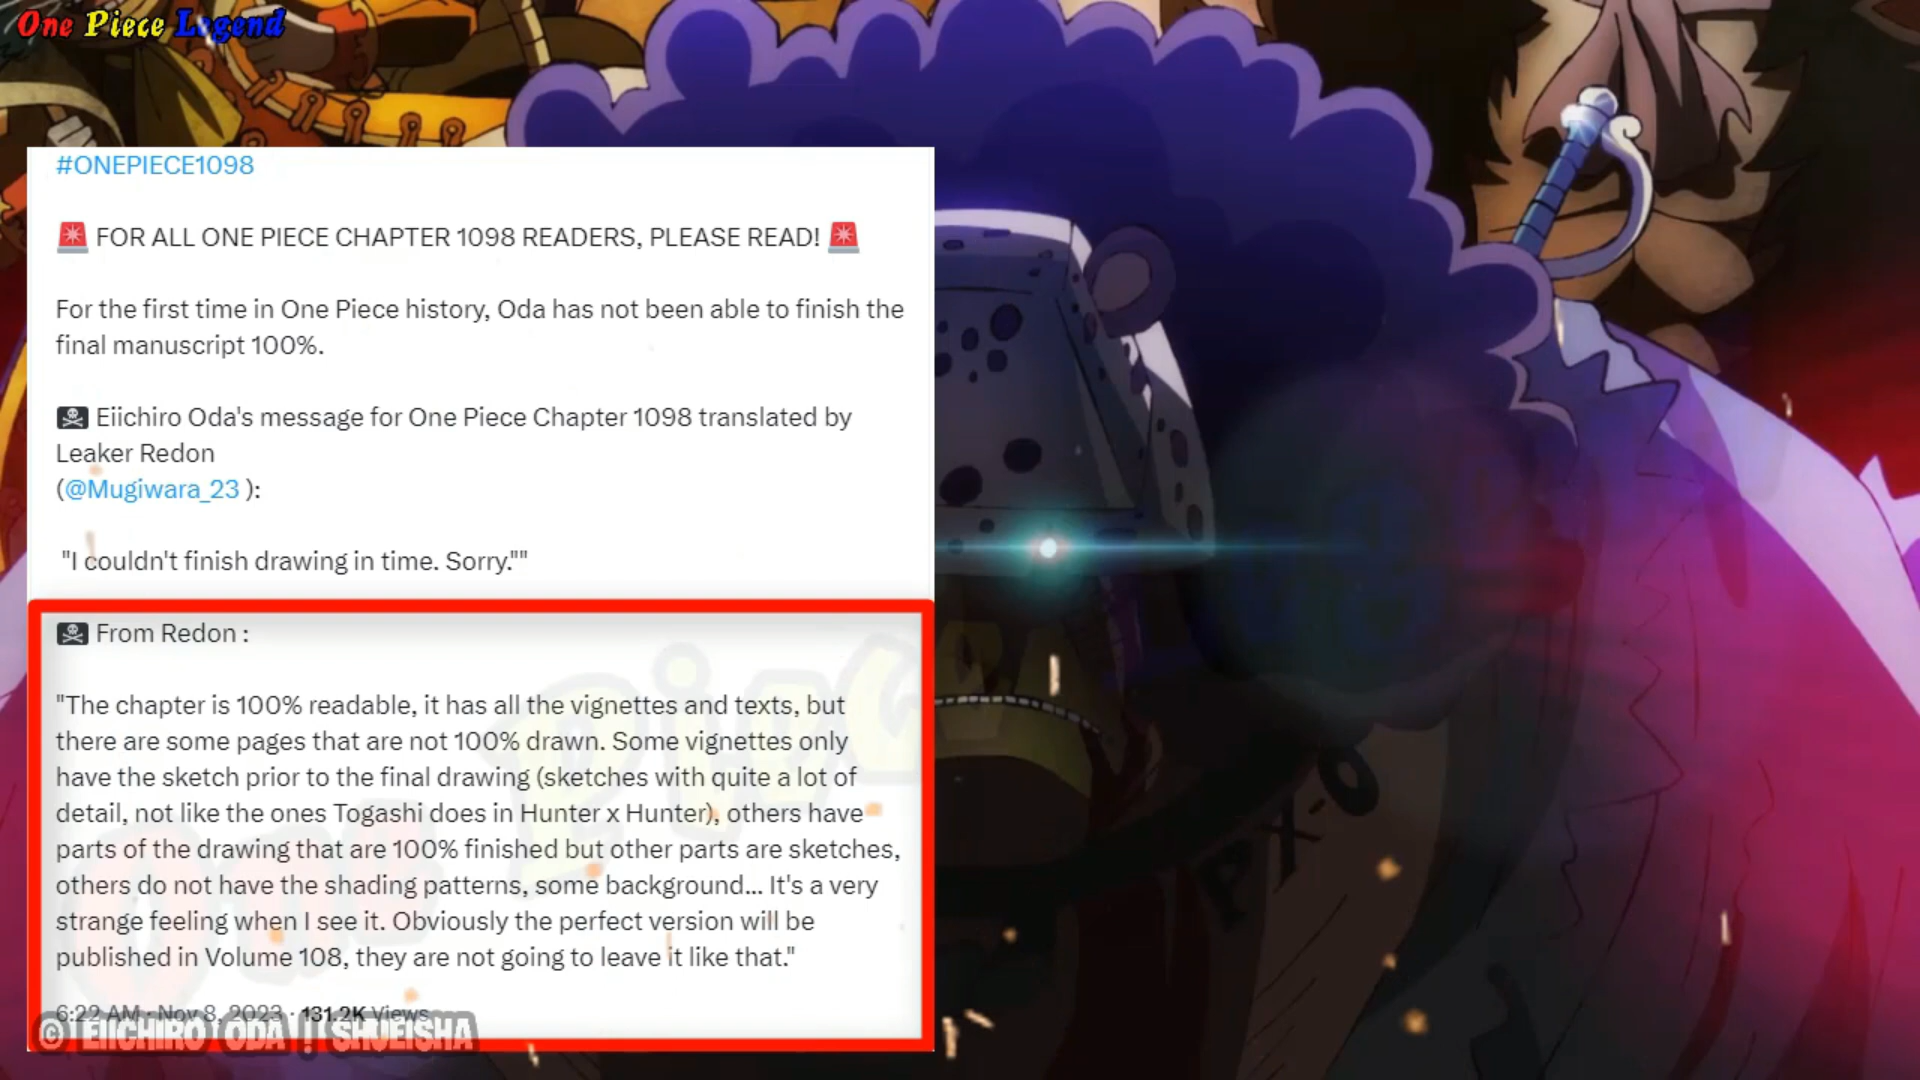 One Piece Legend
#ONEPIECE1098
🚨 FOR ALL ONE PIECE CHAPTER 1098 READERS, PLEASE READ! 🚨
For the first time in One Piece history, Oda has not been able to finish the
final manuscript 100%.
🏴‍☠️ Eiichiro Oda's message for One Piece Chapter 1098 translated by
Leaker Redon
(@Mugiwara_23 ):
"I couldn't finish drawing in time. Sorry.""
🏴‍☠️ From Redon :
"The chapter is 100% readable, it has all the vignettes and texts, but
there are some pages that are not 100% drawn. Some vignettes only
have the sketch prior to the final drawing (sketches with quite a lot of
detail, not like the ones Togashi does in Hunter x Hunter), others have
parts of the drawing that are 100% finished but other parts are sketches,
others do not have the shading patterns, some background... It's a very
strange feeling when I see it. Obviously the perfect version will be
published in Volume 108, they are not going to leave it like that."
6:22 AM · Nov 8, 2023 · 131.2K Views
© EIICHIRO ODA | SHUEISHA
PX-0